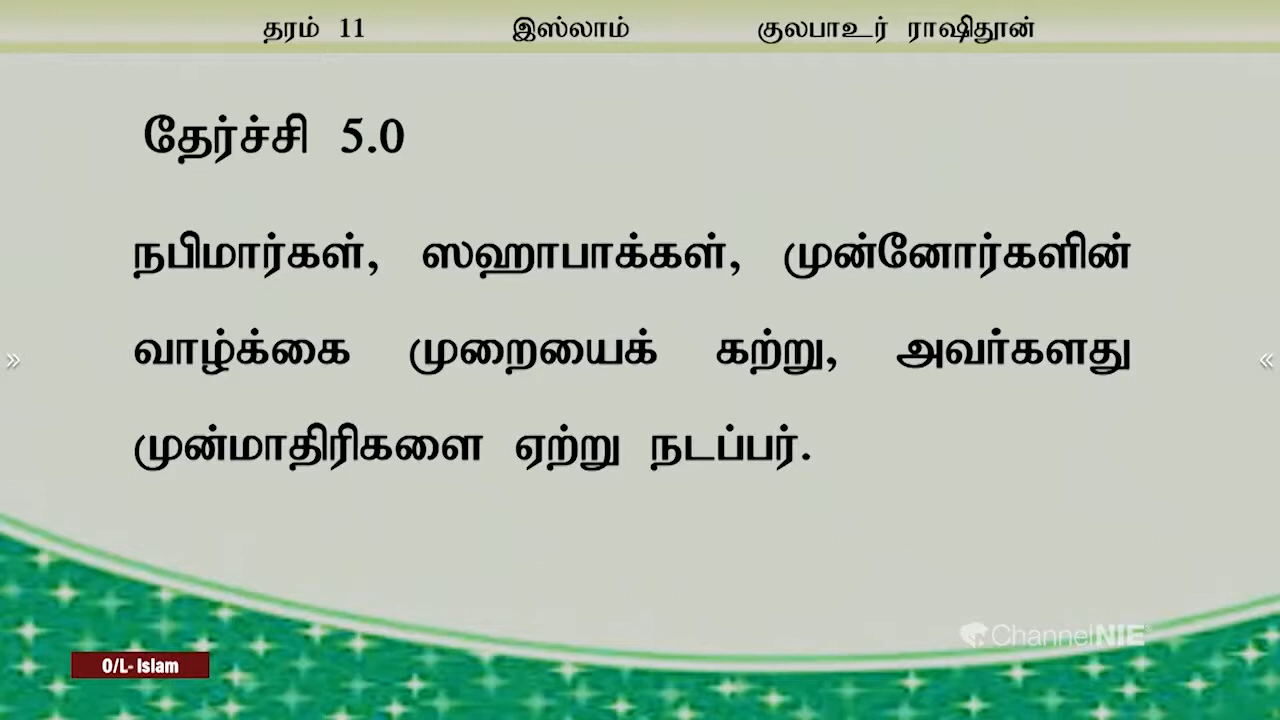 தரம் 11 இஸ்லாம் குலபாஉர் ராஷிதூன்
தேர்ச்சி 5.0
நபிமார்கள், ஸஹாபாக்கள், முன்னோர்களின்
வாழ்க்கை முறையைக் கற்று, அவர்களது
முன்மாதிரிகளை ஏற்று நடப்பர்.
ChannelNIE
O/L- Islam